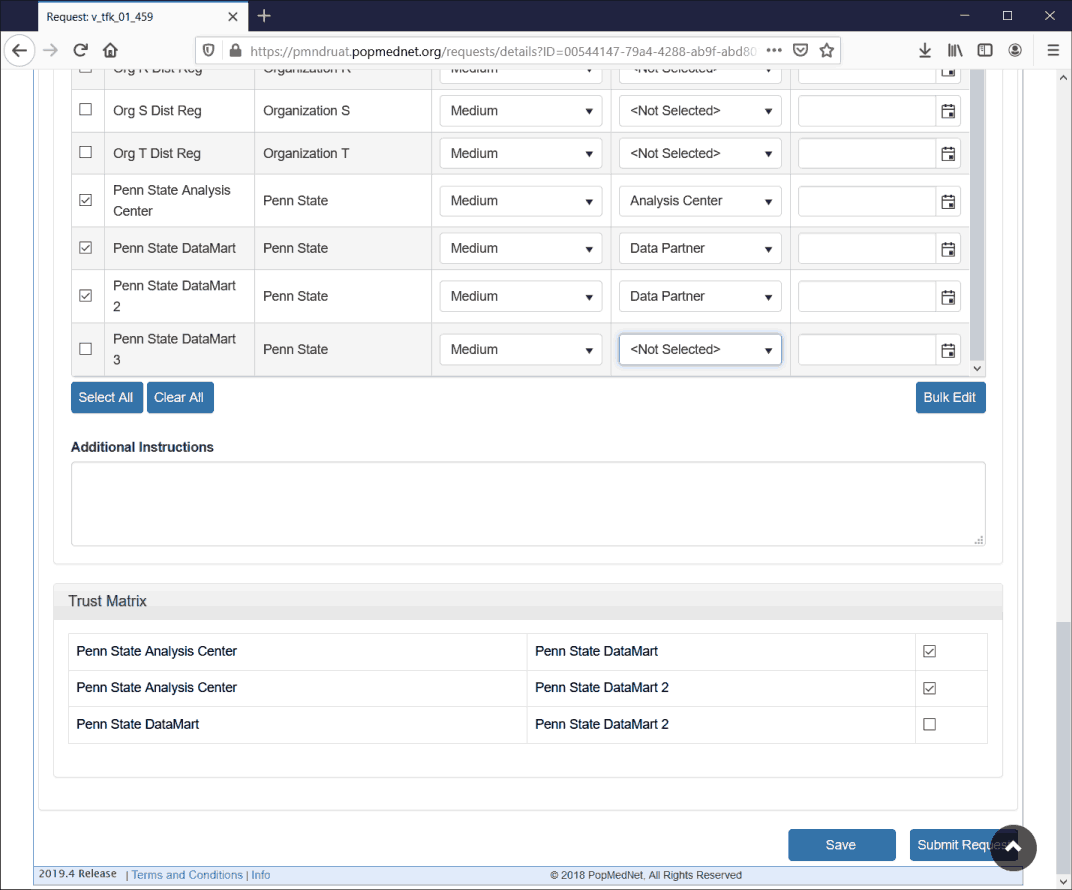 Request: v_tfk_01_459
https://pmndruat.popmednet.org/requests/details?ID=00544147-79a4-4288-ab9f-abd80
Org R Dist Reg Organization R Medium <Not Selected>
Org S Dist Reg Organization S Medium <Not Selected>
Org T Dist Reg Organization T Medium <Not Selected>
Penn State Analysis
Center Penn State Medium Analysis Center
Penn State DataMart Penn State Medium Data Partner
Penn State DataMart
2 Penn State Medium Data Partner
Penn State DataMart
3 Penn State Medium <Not Selected>
Select All Clear All Bulk Edit
Additional Instructions
Trust Matrix
Penn State Analysis Center Penn State DataMart
Penn State Analysis Center Penn State DataMart 2
Penn State DataMart Penn State DataMart 2
Save Submit Reques
2019.4 Release | Terms and Conditions | Info © 2018 PopMedNet, All Rights Reserved